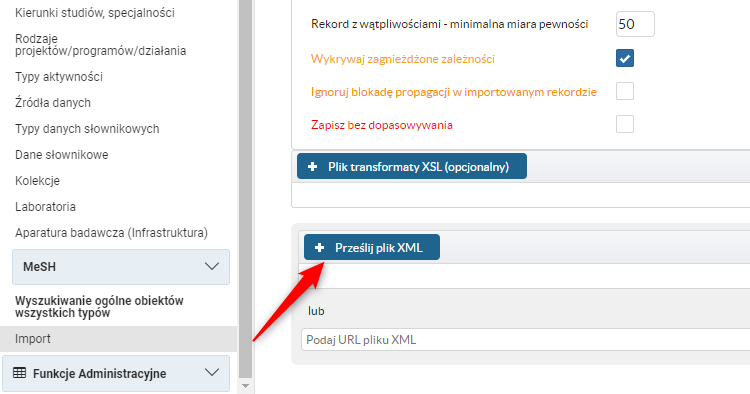 Kierunki studiów, specjalności
Rodzaje
projektów/programów/działania
Typy aktywności
Źródła danych
Typy danych słownikowych
Dane słownikowe
Kolekcje
Laboratoria
Aparatura badawcza (Infrastruktura)
MeSH
Wyszukiwanie ogólne obiektów
wszystkich typów
Import
Funkcje Administracyjne
Rekord z wątpliwościami - minimalna miara pewności 50
Wykrywaj zagnieżdżone zależności
Ignoruj blokadę propagacji w importowanym rekordzie
Zapisz bez dopasowywania
+ Plik transformaty XSL (opcjonalny)
+ Prześlij plik XML
lub
Podaj URL pliku XML